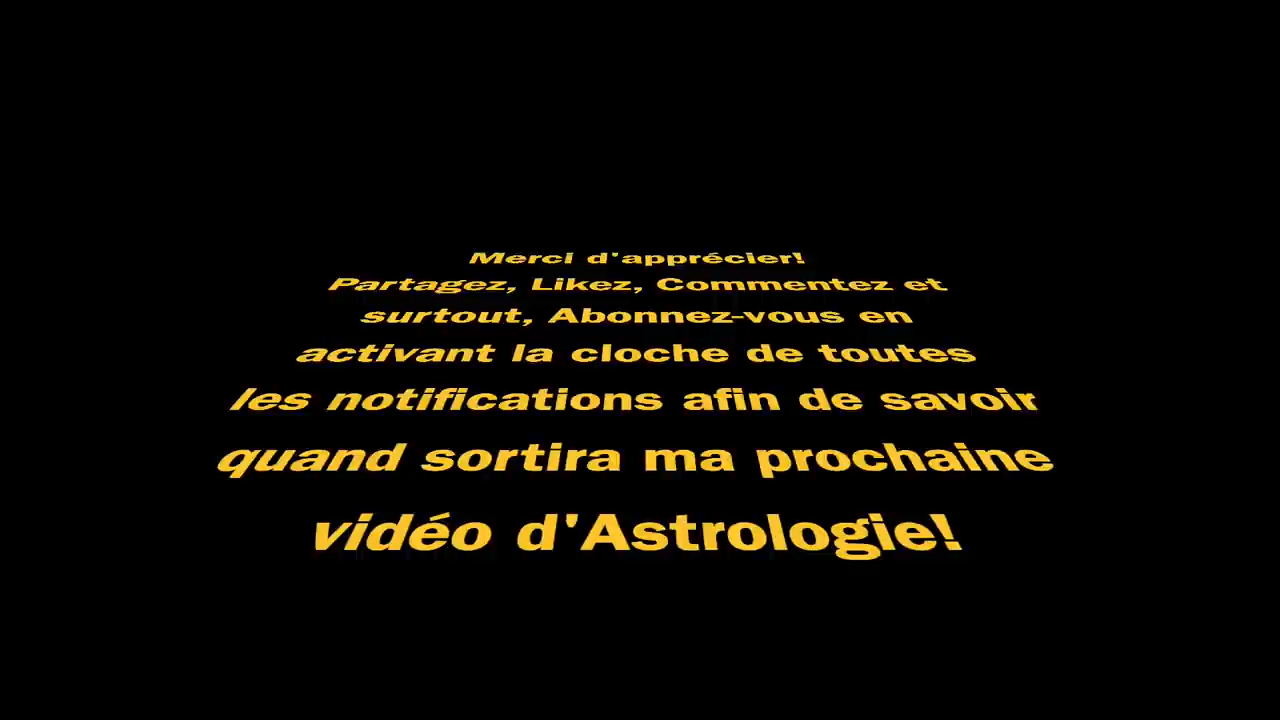 Merci d'apprécier!
Partagez, Likez, Commentez et
surtout, Abonnez-vous en
activant la cloche de toutes
les notifications afin de savoir
quand sortira ma prochaine
vidéo d'Astrologie!